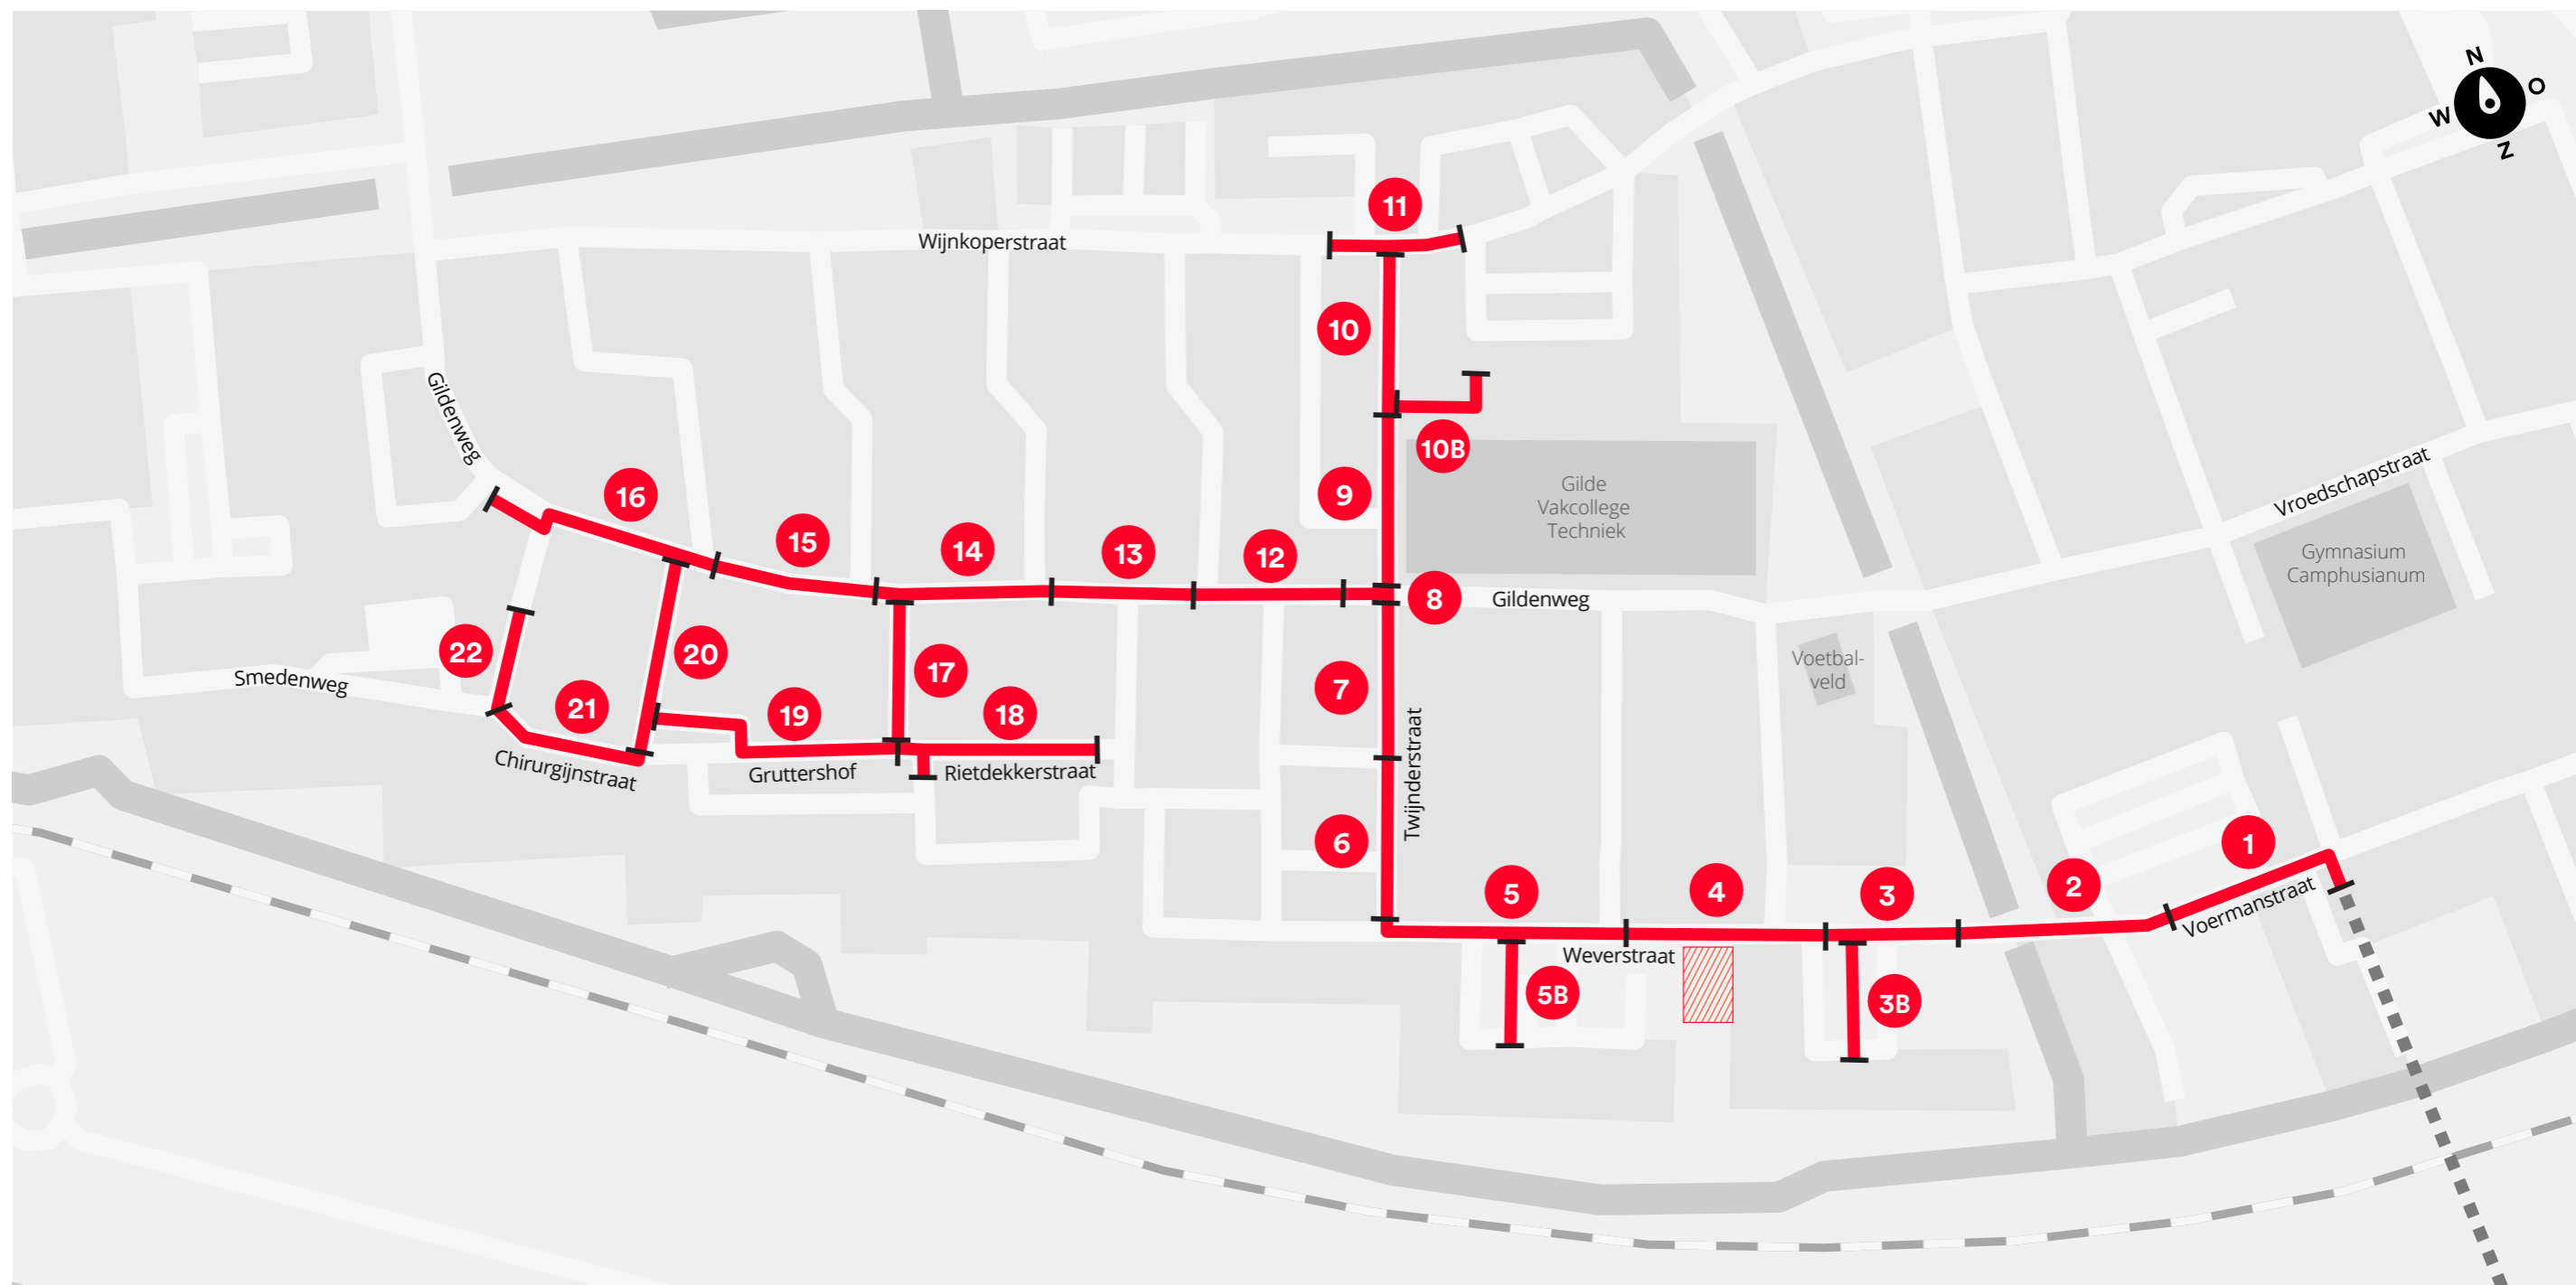 N
O
W
Z
11
Wijnkoperstraat
10
Gildenweg
10B
16
9
Gilde
Vakcollege
Techniek
Vroedschapstraat
15
14
13
12
Gymnasium
Camphusianum
8
Gildenweg
22
20
17
7
Voetbal-
veld
Smedenweg
21
19
18
Chirurgijnstraat
Gruttershof
Rietdekkerstraat
Twijnderstraat
6
1
5
4
3
2
Voermanstraat
Weverstraat
5B
3B